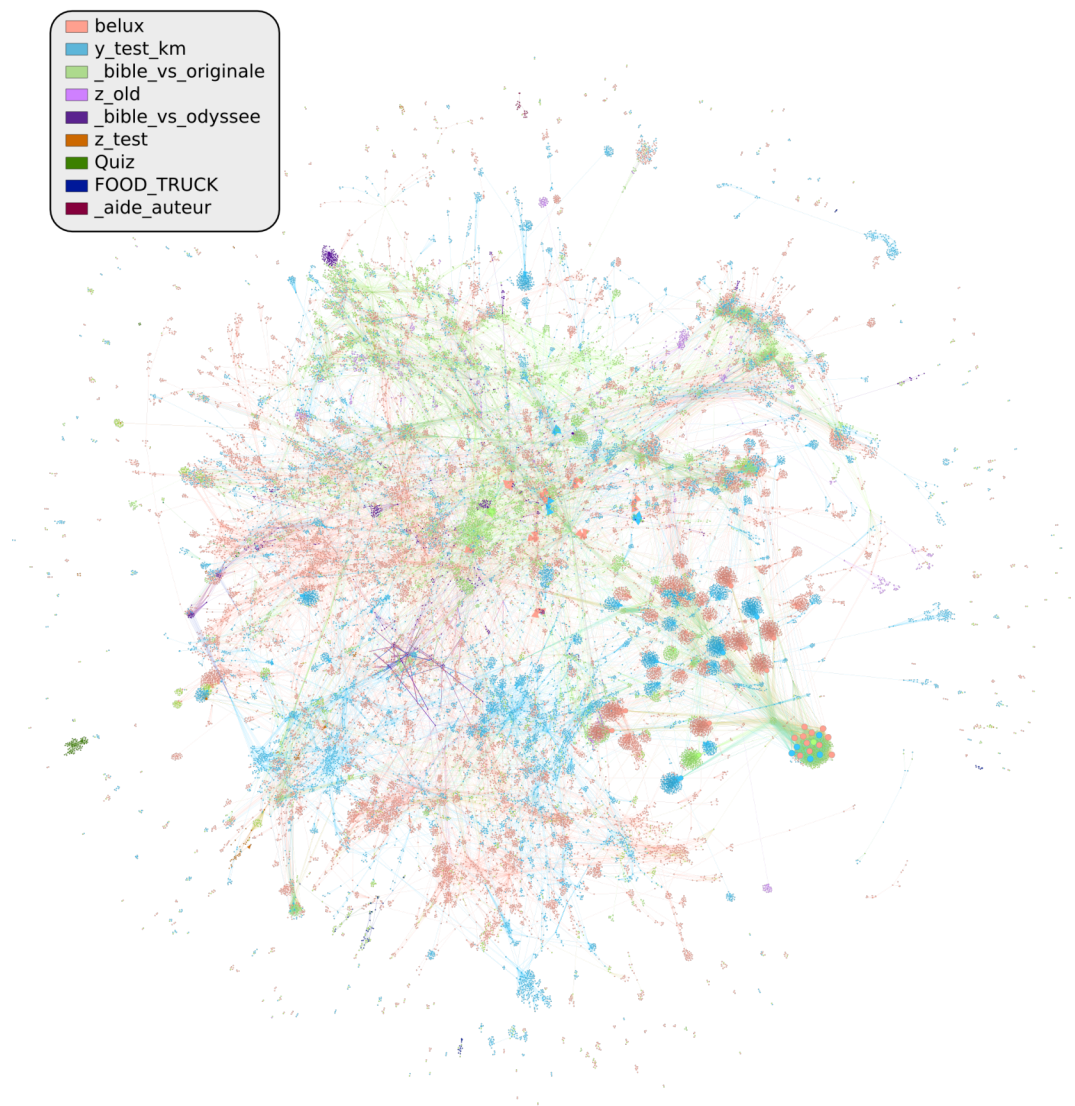 belux
y_test_km
_bible_vs_originale
z_old
_bible_vs_odyssee
z_test
Quiz
FOOD_TRUCK
_aide_auteur